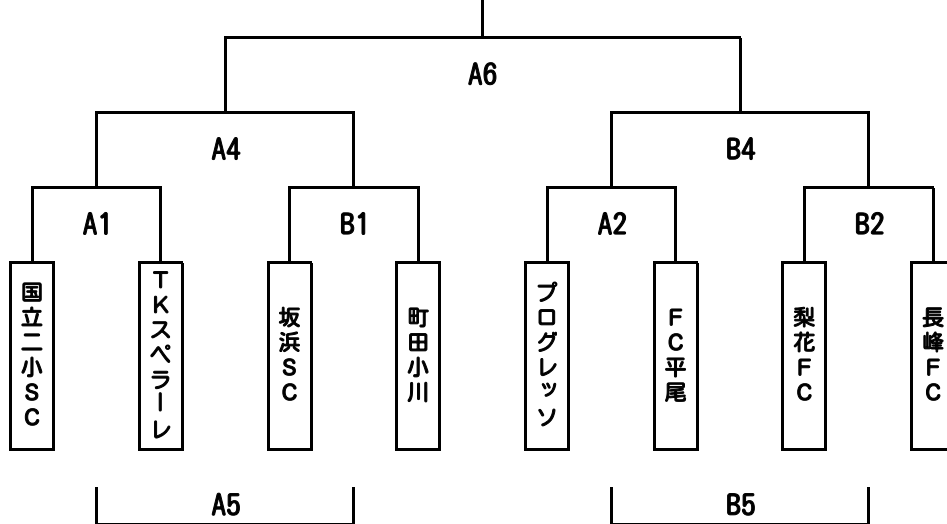 A6
A4
B4
A1
B1
A2
B2
国立二小SC
TKスペラーレ
坂浜SC
町田小川
プログレッソ
FC平尾
梨花FC
長峰FC
A5
B5